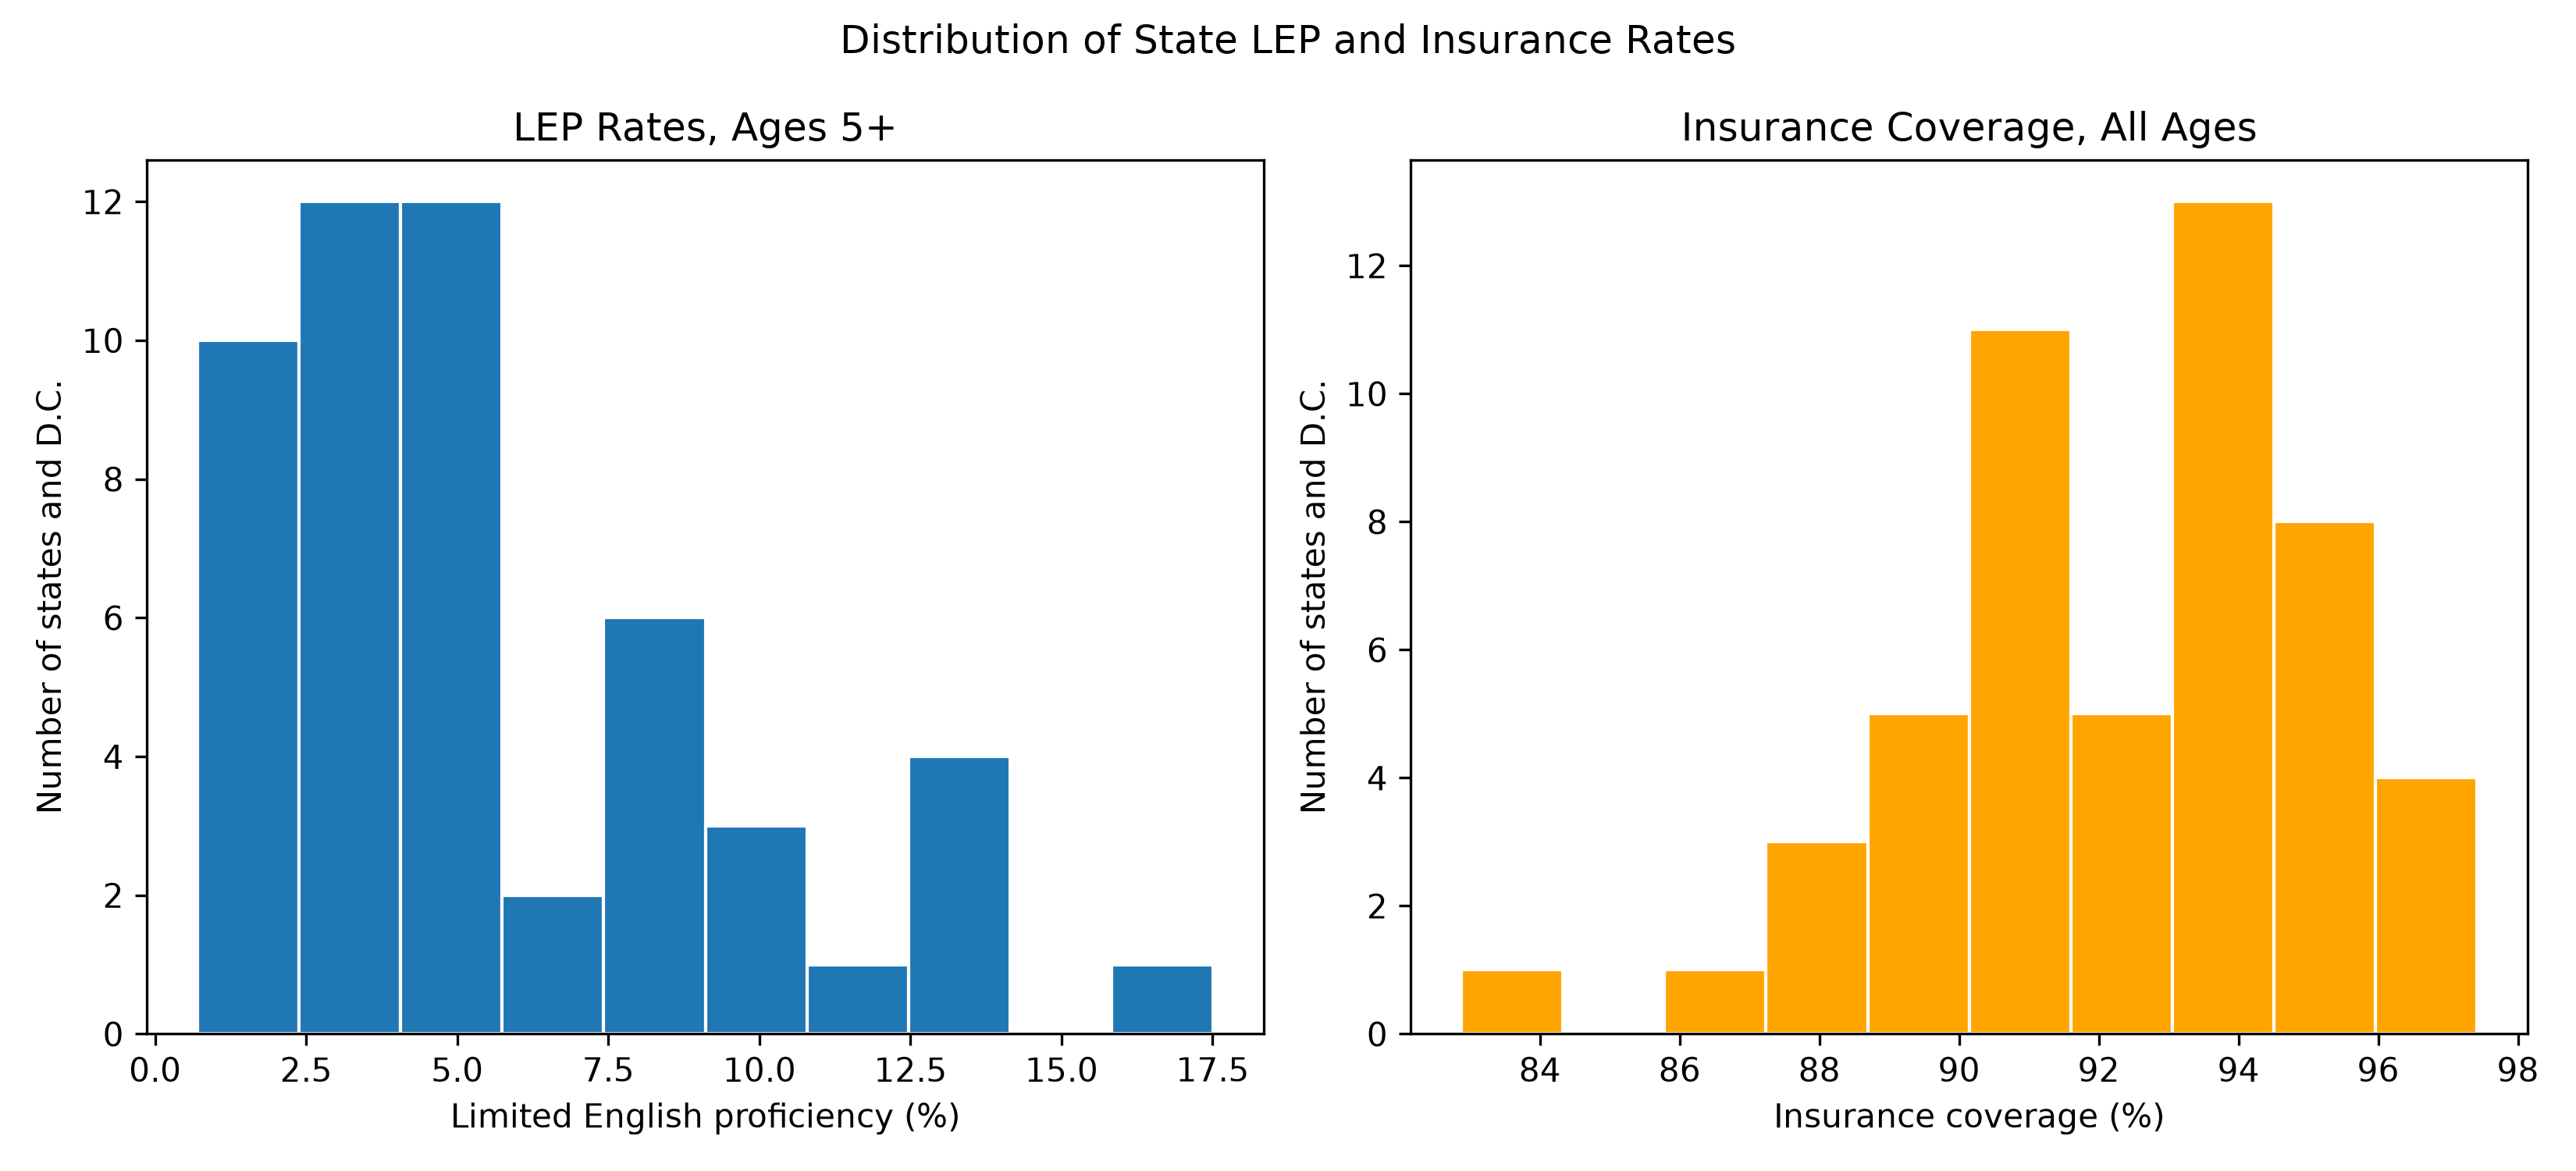 Distribution of State LEP and Insurance Rates
LEP Rates, Ages 5+
Number of states and D.C.
12
10
8
6
4
2
0
0.0 2.5 5.0 7.5 10.0 12.5 15.0 17.5
Limited English proficiency (%)
Insurance Coverage, All Ages
Number of states and D.C.
12
10
8
6
4
2
0
84 86 88 90 92 94 96 98
Insurance coverage (%)